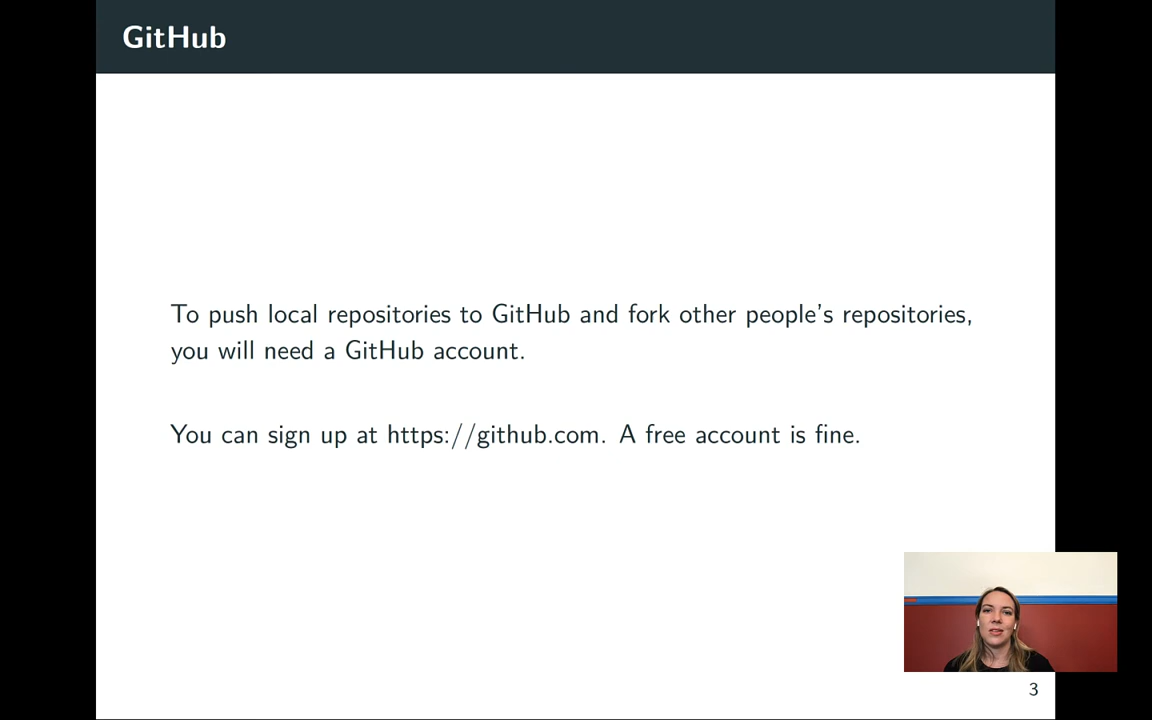 GitHub
To push local repositories to GitHub and fork other people's repositories,
you will need a GitHub account.
You can sign up at https://github.com. A free account is fine.
3